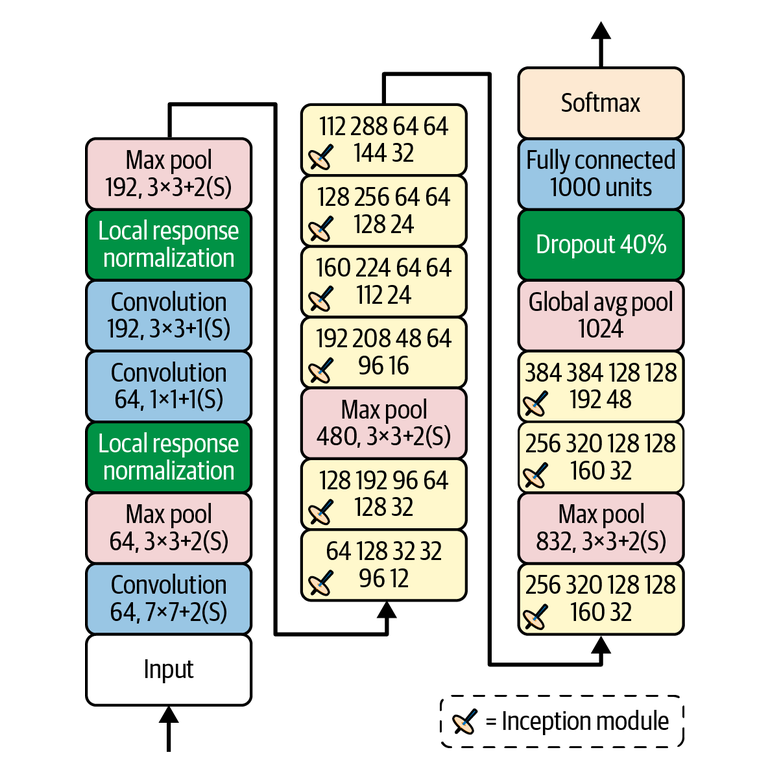 Max pool
192, 3×3+2(S)
Local response
normalization
Convolution
192, 3×3+1(S)
Convolution
64, 1×1+1(S)
Local response
normalization
Max pool
64, 3×3+2(S)
Convolution
64, 7×7+2(S)
Input
112 288 64 64
144 32
128 256 64 64
128 24
160 224 64 64
112 24
192 208 48 64
96 16
Max pool
480, 3×3+2(S)
128 192 96 64
128 32
64 128 32 32
96 12
Softmax
Fully connected
1000 units
Dropout 40%
Global avg pool
1024
384 384 128 128
192 48
256 320 128 128
160 32
Max pool
832, 3×3+2(S)
256 320 128 128
160 32
= Inception module